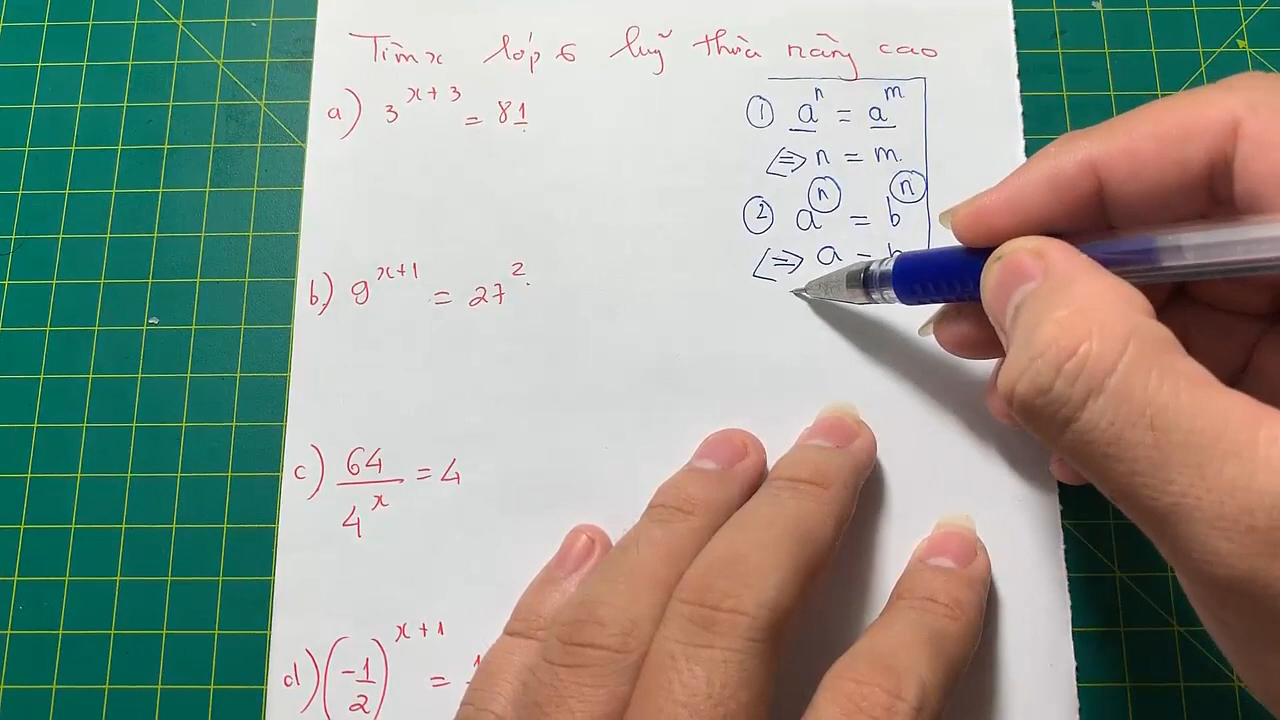 Tìm x lớp 6 luỹ thừa nâng cao
a) 3^{x+3} = 81
b) 9^{x+1} = 27^2
c) 64/4^x = 4
d) (-1/2)^{x+1} =
① a^n = a^m
<=> n = m
② a^n = b^n
<=> a =